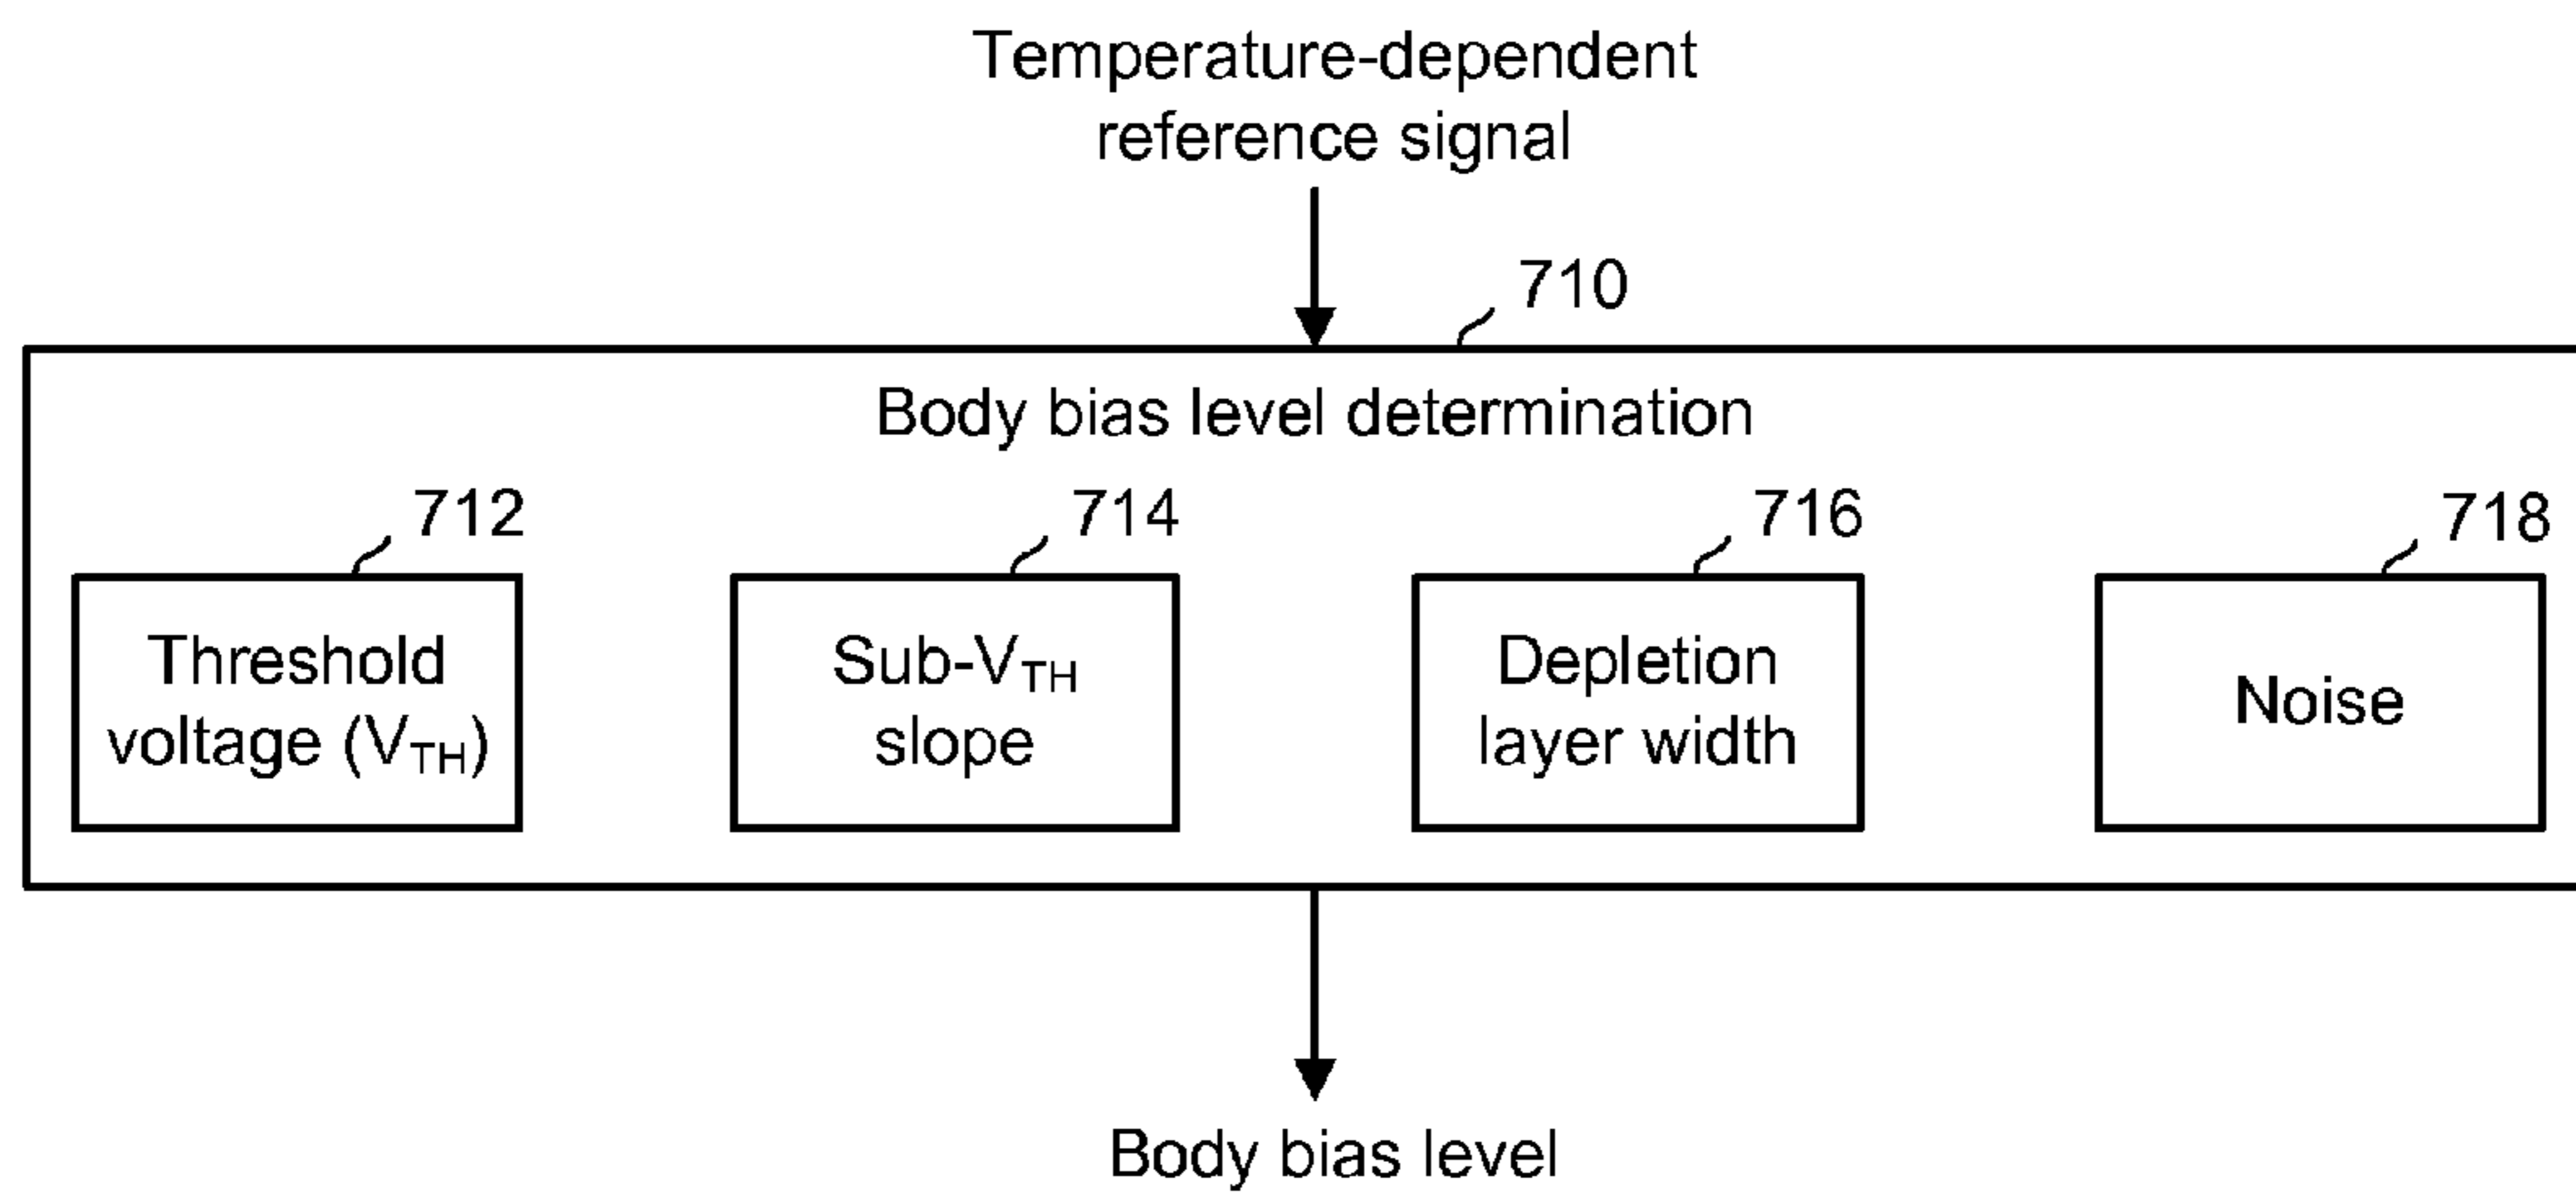 Temperature-dependent
reference signal
710
Body bias level determination
712
714
716
718
Threshold
voltage (VTH)
Sub-VTH
slope
Depletion
layer width
Noise
Body bias level